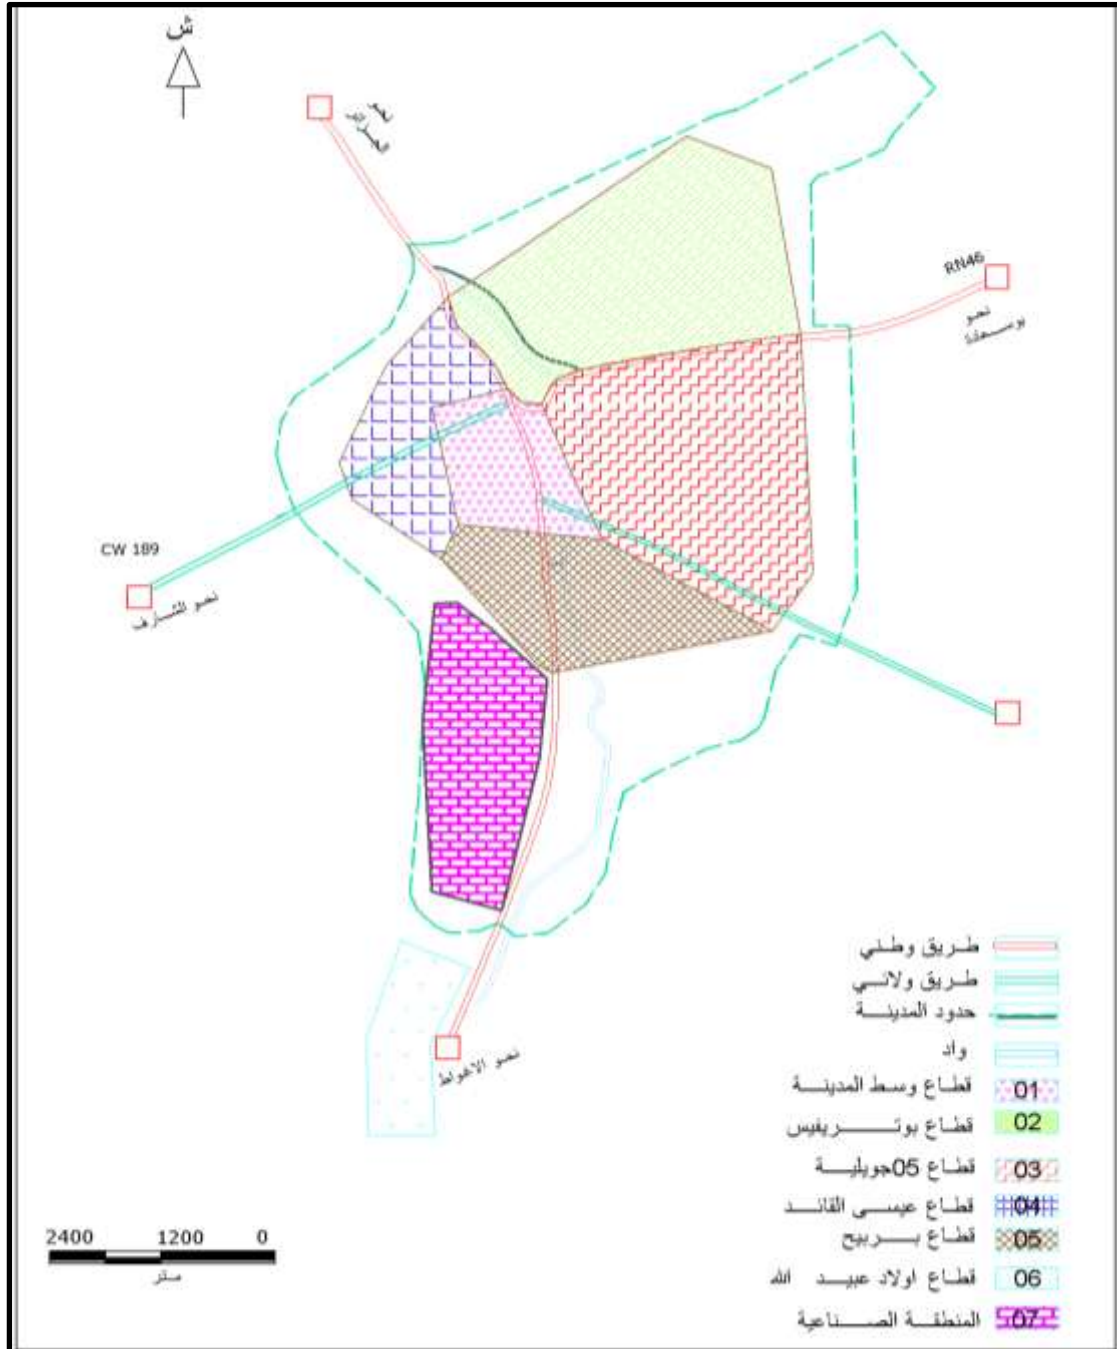 ش
نحو
الجزائر
RN46
نحو
بوسعادة
CW 189
نحو الشارف
نحو الاغواط
طريق وطني
طريق ولائي
حدود المدينة
واد
01 قطاع وسط المدينة
02 قطاع بوتريفيس
03 قطاع 05جويلية
04 قطاع عيسى القائد
05 قطاع بربيح
06 قطاع اولاد عبيد الله
07 المنطقة الصناعية
2400 1200 0
متر